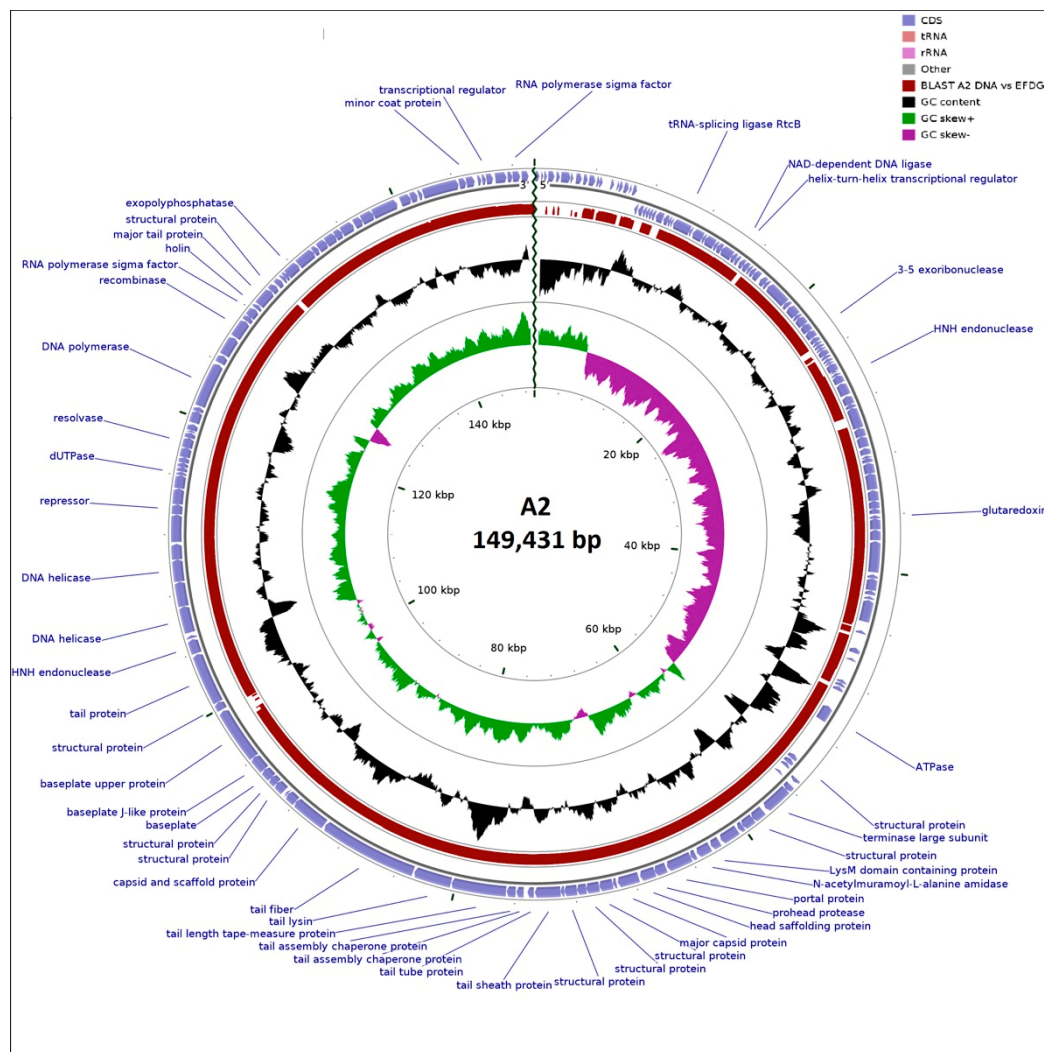 CDS
tRNA
rRNA
Other
BLAST A2 DNA vs EFDG
GC content
GC skew+
GC skew-
RNA polymerase sigma factor
transcriptional regulator
minor coat protein
tRNA-splicing ligase RtcB
NAD-dependent DNA ligase
helix-turn-helix transcriptional regulator
3-5 exoribonuclease
HNH endonuclease
glutaredoxin
ATPase
structural protein
terminase large subunit
structural protein
LysM domain containing protein
N-acetylmuramoyl-L-alanine amidase
portal protein
prohead protease
head saffolding protein
major capsid protein
structural protein
structural protein
structural protein
tail sheath protein
tail tube protein
tail assembly chaperone protein
tail assembly chaperone protein
tail length tape-measure protein
tail lysin
tail fiber
capsid and scaffold protein
structural protein
structural protein
baseplate
baseplate J-like protein
baseplate upper protein
structural protein
tail protein
HNH endonuclease
DNA helicase
DNA helicase
repressor
dUTPase
resolvase
DNA polymerase
recombinase
RNA polymerase sigma factor
holin
major tail protein
structural protein
exopolyphosphatase
3' 5'
20 kbp
40 kbp
60 kbp
80 kbp
100 kbp
120 kbp
140 kbp
A2
149,431 bp